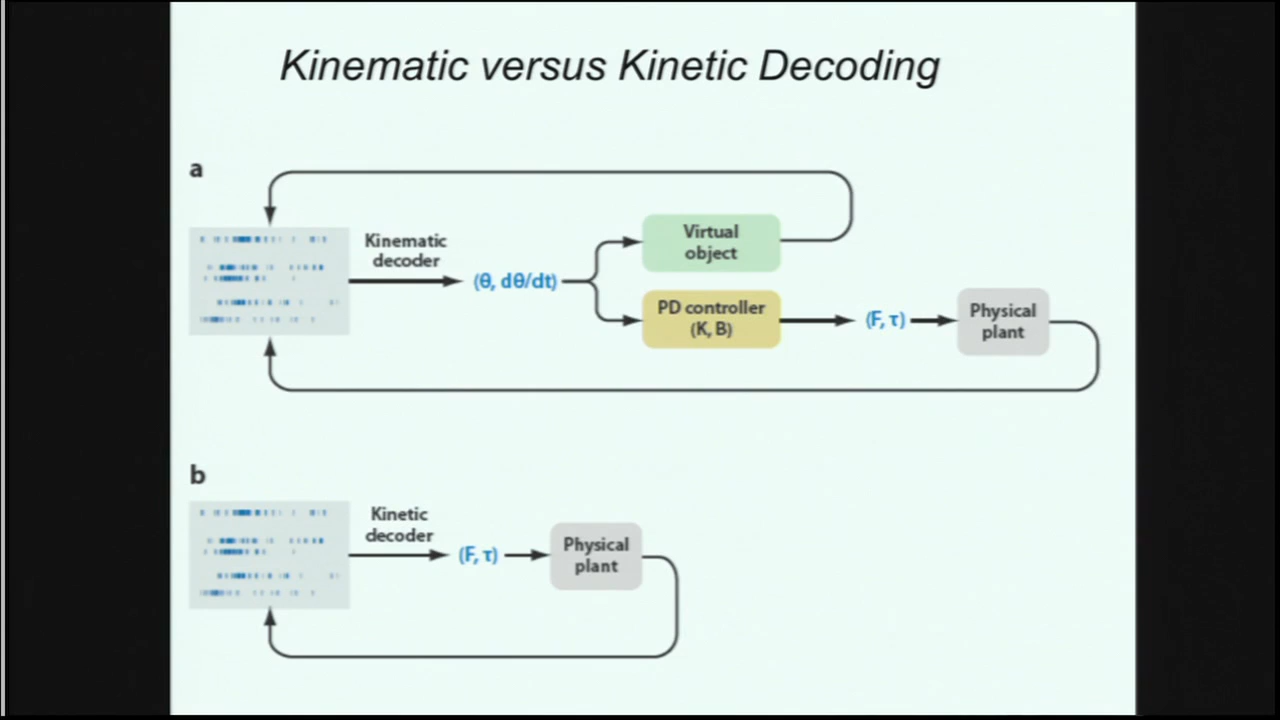 Kinematic versus Kinetic Decoding
a
Kinematic
decoder
(θ, dθ/dt)
Virtual
object
PD controller
(K, B)
(F, τ)
Physical
plant
b
Kinetic
decoder
(F, τ)
Physical
plant